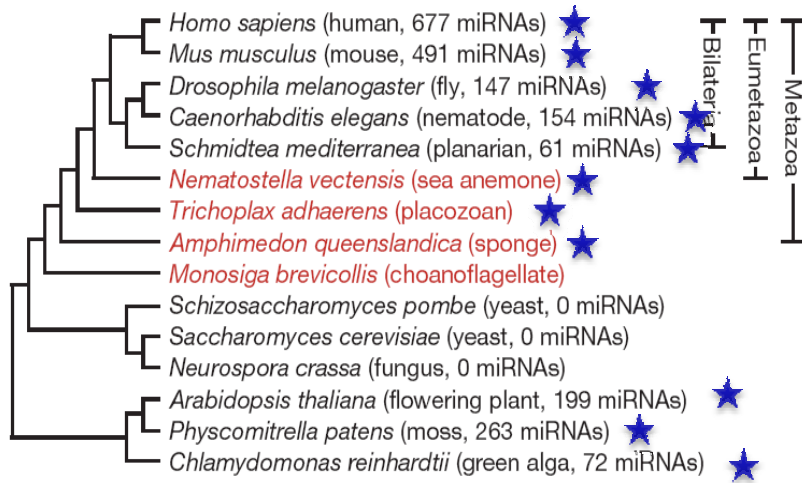 Homo sapiens (human, 677 miRNAs)
Mus musculus (mouse, 491 miRNAs)
Drosophila melanogaster (fly, 147 miRNAs)
Caenorhabditis elegans (nematode, 154 miRNAs)
Schmidtea mediterranea (planarian, 61 miRNAs)
Nematostella vectensis (sea anemone)
Trichoplax adhaerens (placozoan)
Amphimedon queenslandica (sponge)
Monosiga brevicollis (choanoflagellate)
Schizosaccharomyces pombe (yeast, 0 miRNAs)
Saccharomyces cerevisiae (yeast, 0 miRNAs)
Neurospora crassa (fungus, 0 miRNAs)
Arabidopsis thaliana (flowering plant, 199 miRNAs)
Physcomitrella patens (moss, 263 miRNAs)
Chlamydomonas reinhardtii (green alga, 72 miRNAs)
Bilateria
Eumetazoa
Metazoa